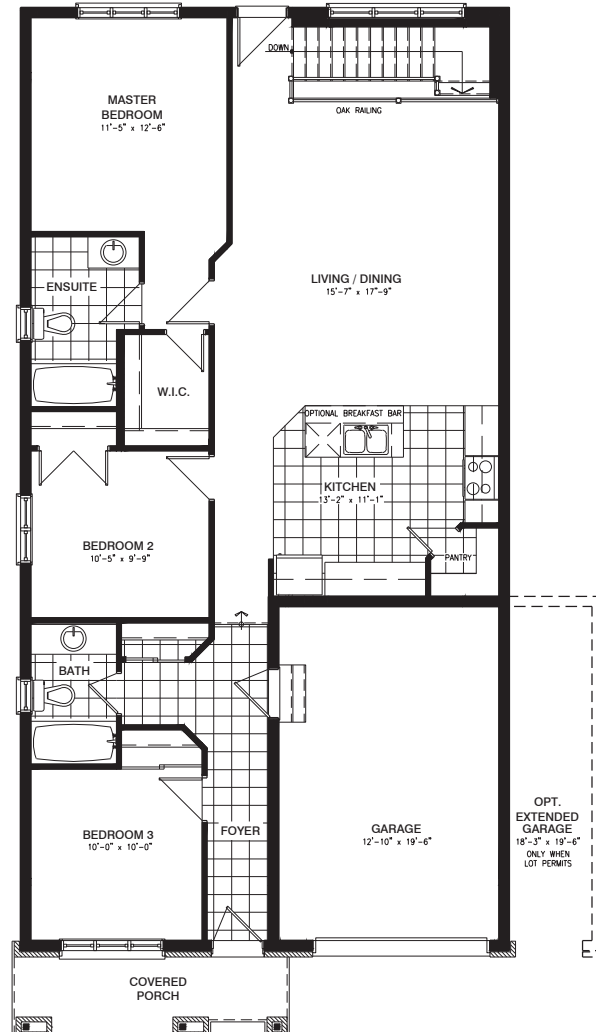 DOWN
OAK RAILING
MASTER
BEDROOM
11'-5" x 12'-6"
LIVING / DINING
15'-7" x 17'-9"
ENSUITE
W.I.C.
OPTIONAL BREAKFAST BAR
KITCHEN
13'-2" x 11'-1"
PANTRY
BEDROOM 2
10'-5" x 9'-9"
BATH
BEDROOM 3
10'-0" x 10'-0"
FOYER
GARAGE
12'-10" x 19'-6"
OPT.
EXTENDED
GARAGE
18'-3" x 19'-6"
ONLY WHEN
LOT PERMITS
COVERED
PORCH